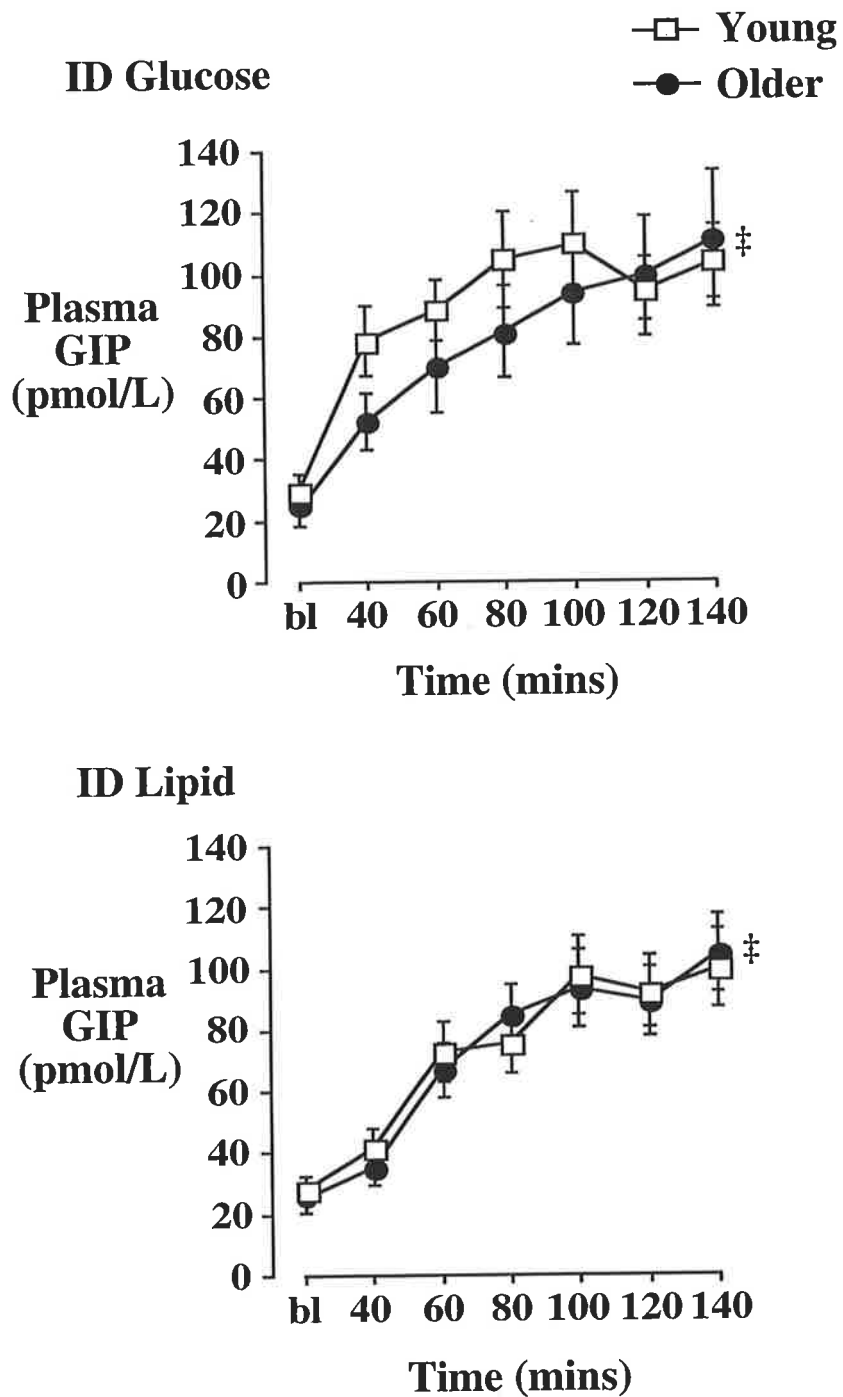 Young
Older
ID Glucose
140
120
100
80
60
40
20
0
Plasma
GIP
(pmol/L)
‡
bl 40 60 80 100 120 140
Time (mins)
ID Lipid
140
120
100
80
60
40
20
0
Plasma
GIP
(pmol/L)
‡
bl 40 60 80 100 120 140
Time (mins)